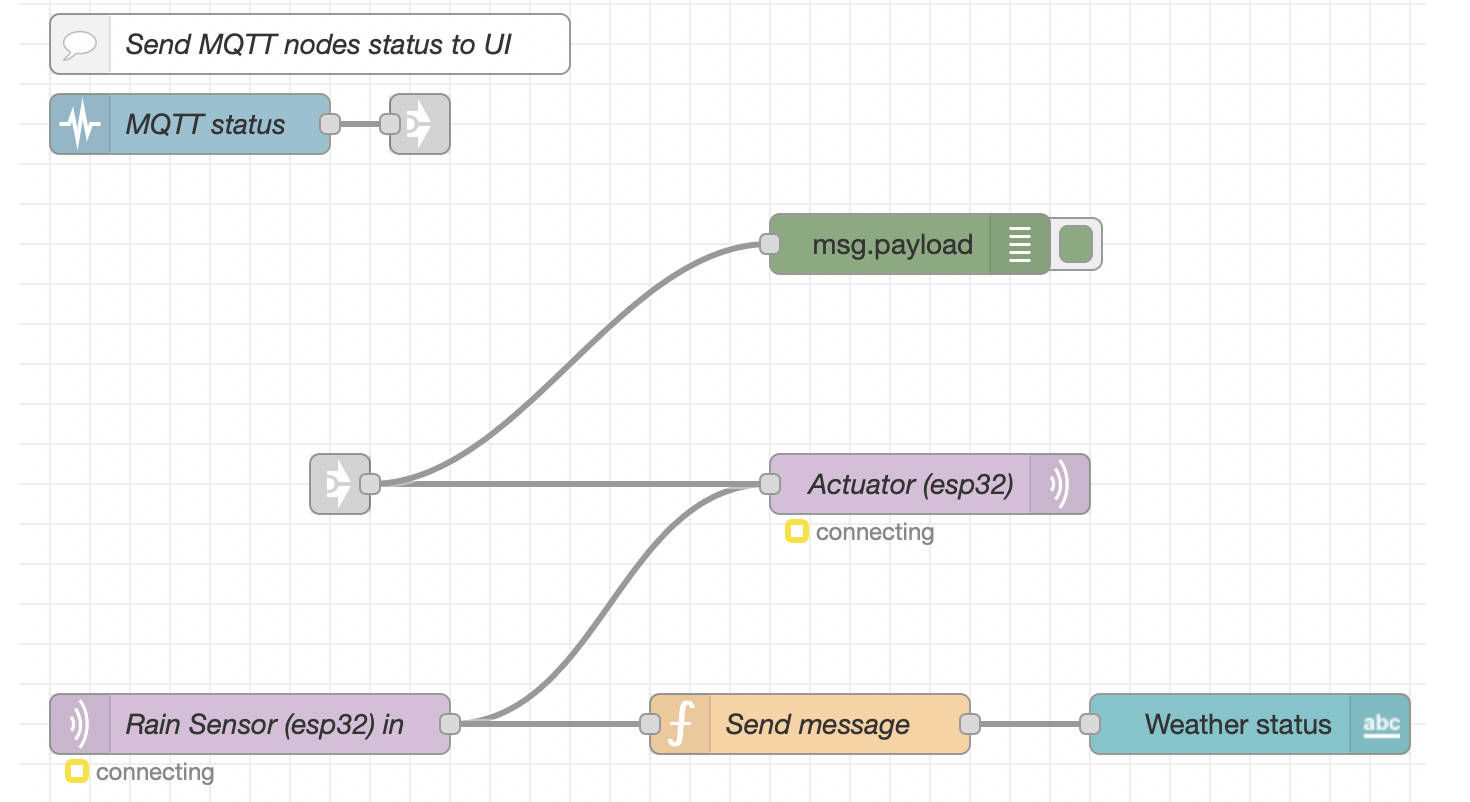 Send MQTT nodes status to UI
MQTT status
msg.payload
Actuator (esp32)
connecting
Rain Sensor (esp32) in
Send message
Weather status
abc
connecting